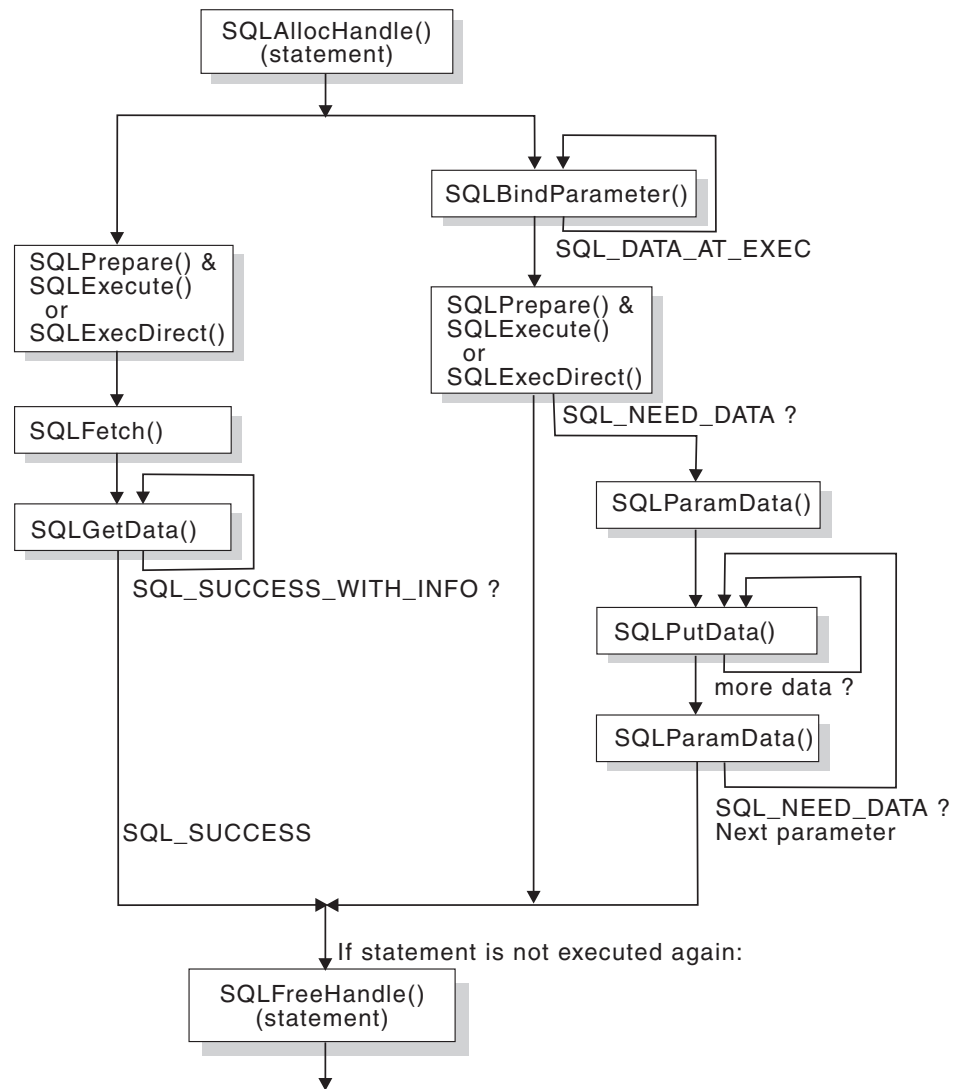 SQLAllocHandle()
(statement)
SQLBindParameter()
SQL_DATA_AT_EXEC
SQLPrepare() &
SQLExecute()
or
SQLExecDirect()
SQLPrepare() &
SQLExecute()
or
SQLExecDirect()
SQL_NEED_DATA ?
SQLFetch()
SQLGetData()
SQL_SUCCESS_WITH_INFO ?
SQLParamData()
SQLPutData()
more data ?
SQLParamData()
SQL_NEED_DATA ?
Next parameter
SQL_SUCCESS
If statement is not executed again:
SQLFreeHandle()
(statement)